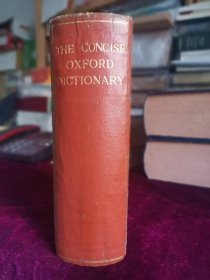 THE CONCISE
OXFORD
DICTIONARY